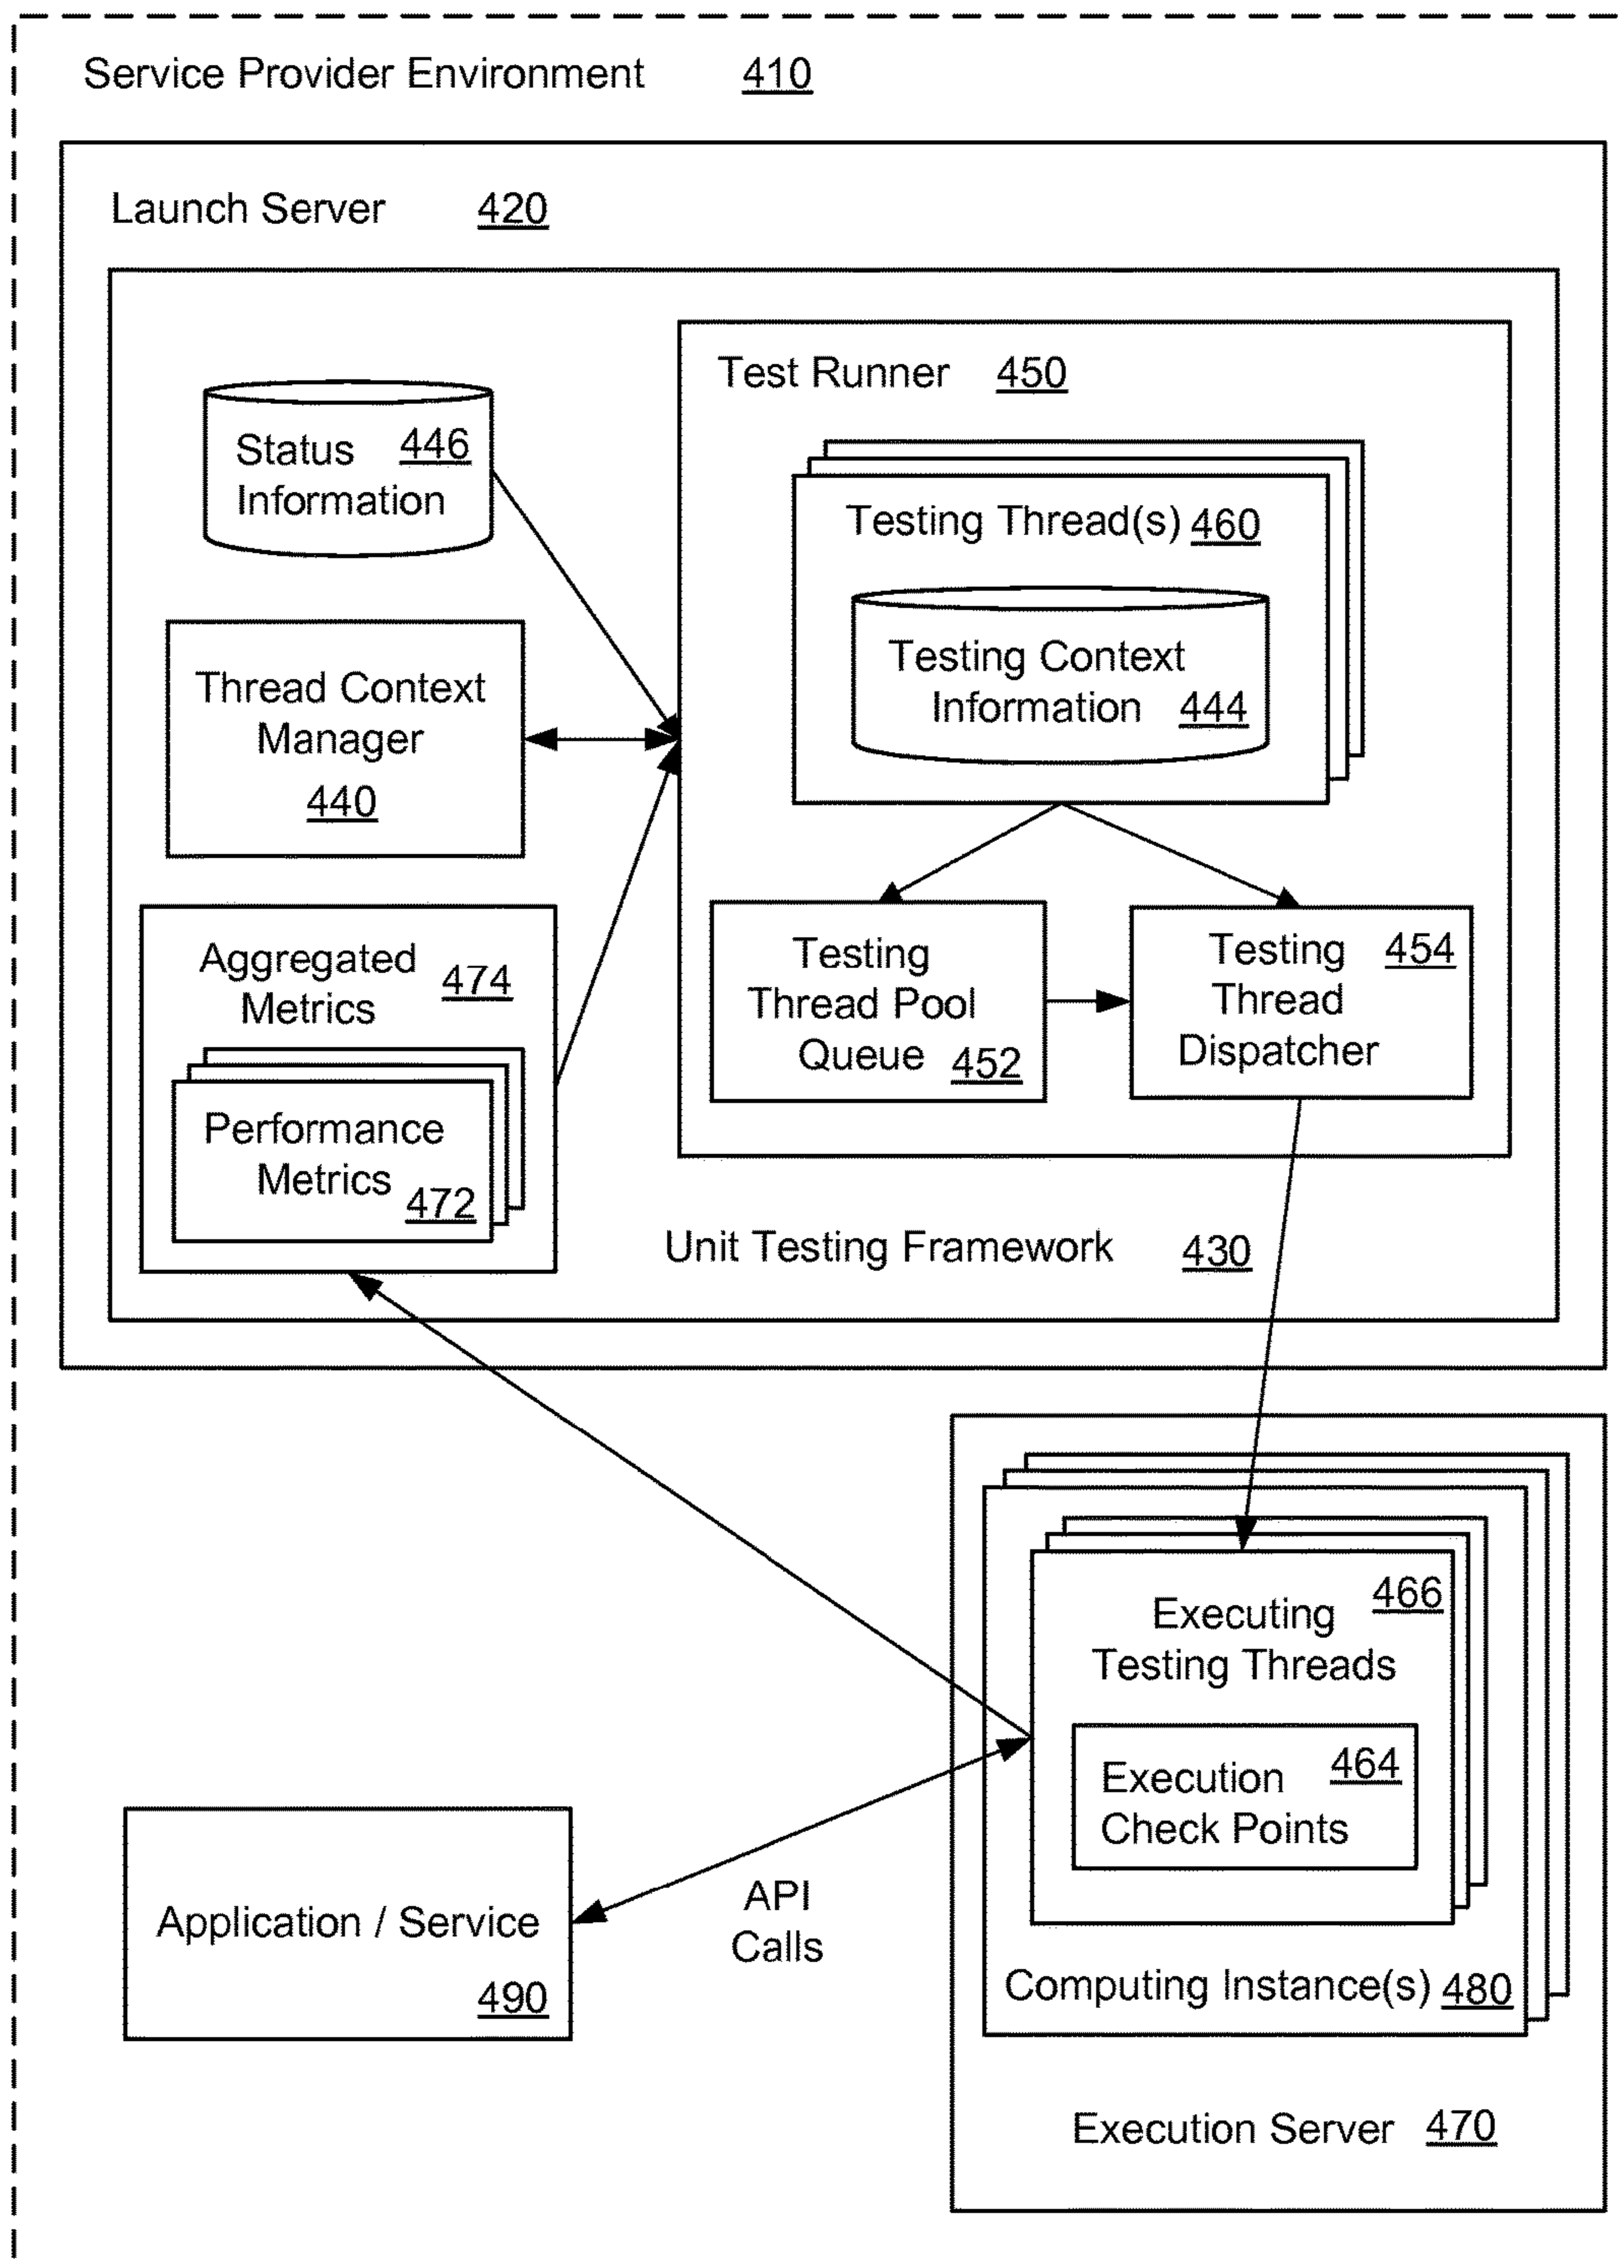 Service Provider Environment 410
Launch Server 420
Status 446
Information
Thread Context
Manager
440
Aggregated 474
Metrics
Performance
Metrics 472
Test Runner 450
Testing Thread(s) 460
Testing Context
Information 444
Testing
Thread Pool
Queue 452
Testing 454
Thread
Dispatcher
Unit Testing Framework 430
466
Executing
Testing Threads
Execution 464
Check Points
Computing Instance(s) 480
Execution Server 470
API
Calls
Application / Service
490